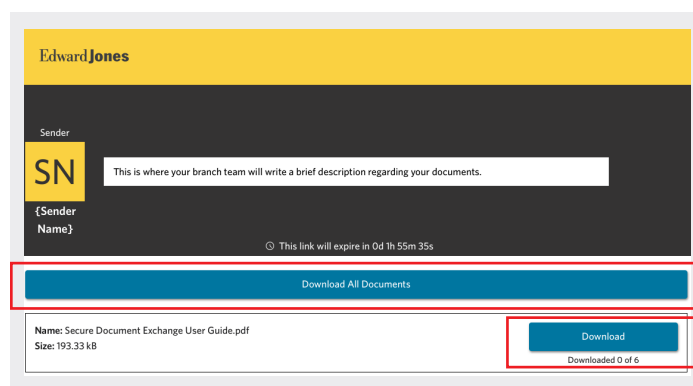 Edward Jones
Sender
SN
This is where your branch team will write a brief description regarding your documents.
{Sender
Name}
This link will expire in 0d 1h 55m 35s
Download All Documents
Name: Secure Document Exchange User Guide.pdf
Size: 193.33 kB
Download
Downloaded 0 of 6